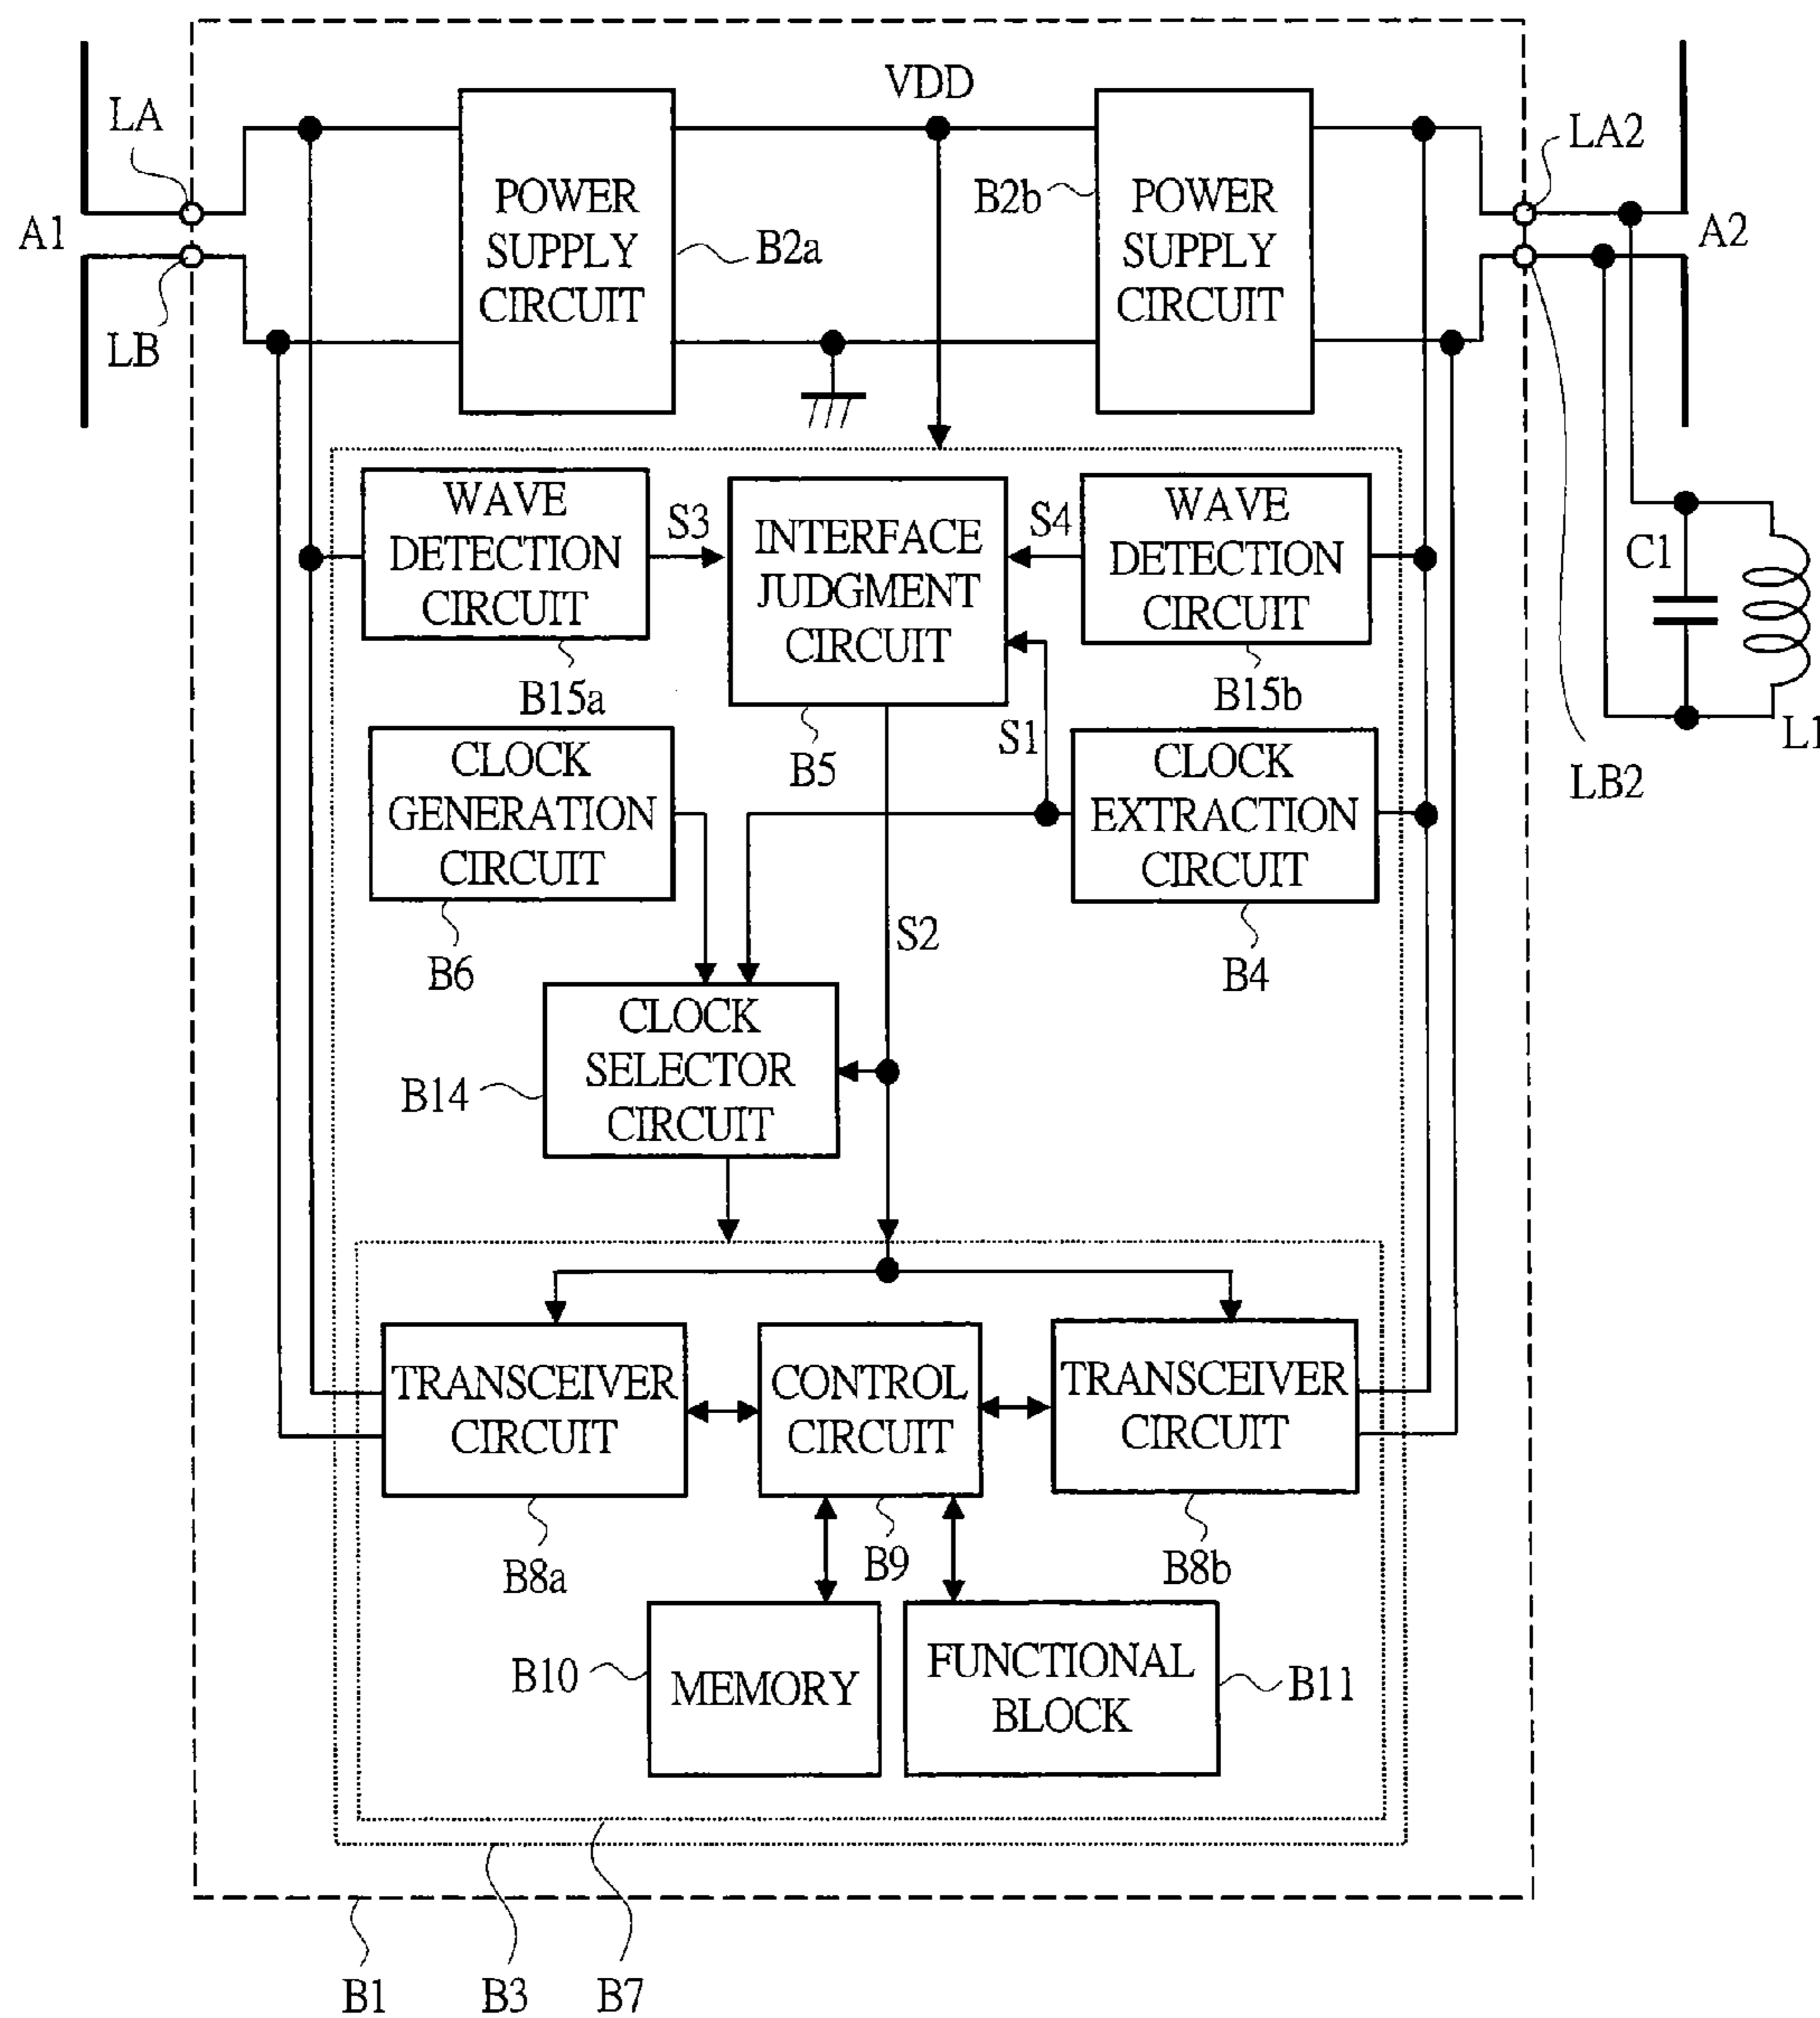 VDD
LA
LA2
POWER
SUPPLY
CIRCUIT
B2a
B2b
POWER
SUPPLY
CIRCUIT
A1
A2
LB
WAVE
DETECTION
CIRCUIT
S3
INTERFACE
JUDGMENT
CIRCUIT
S4
WAVE
DETECTION
CIRCUIT
C1
B15a
B15b
S1
L1
B5
LB2
CLOCK
GENERATION
CIRCUIT
CLOCK
EXTRACTION
CIRCUIT
S2
B6
B4
CLOCK
SELECTOR
CIRCUIT
B14
TRANSCEIVER
CIRCUIT
CONTROL
CIRCUIT
TRANSCEIVER
CIRCUIT
B8a
B9
B8b
B10
MEMORY
FUNCTIONAL
BLOCK
B11
B1
B3
B7